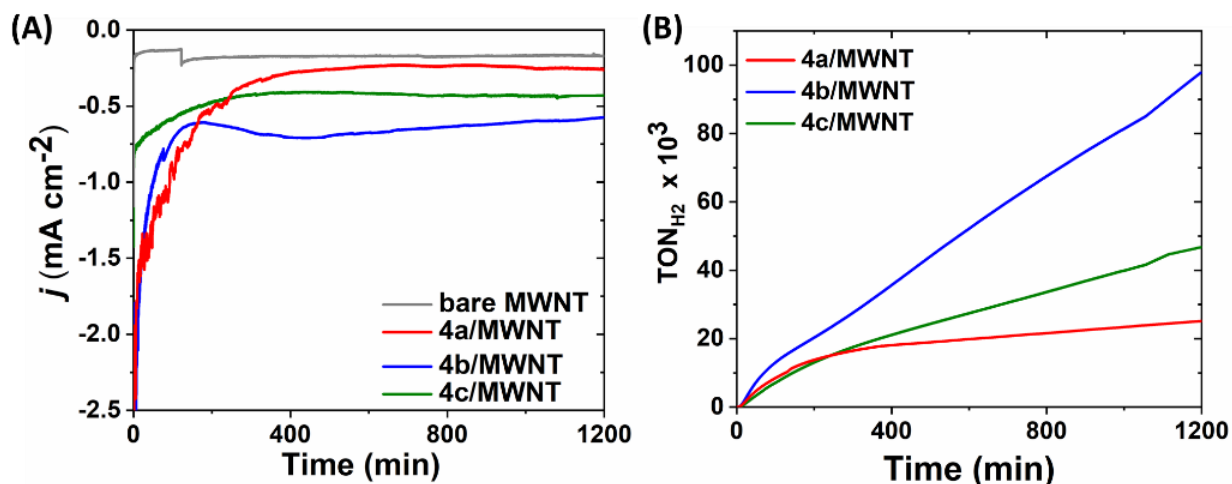 (A)
0.0
-0.5
-1.0
-1.5
-2.0
-2.5
j (mA cm-2)
bare MWNT
4a/MWNT
4b/MWNT
4c/MWNT
0
400
800
1200
Time (min)
(B)
100
80
60
40
20
0
TONH2 x 103
4a/MWNT
4b/MWNT
4c/MWNT
0
400
800
1200
Time (min)